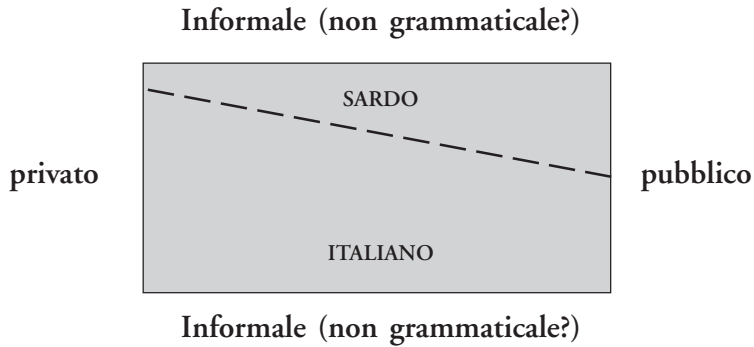 Informale (non grammaticale?)
SARDO
privato
pubblico
ITALIANO
Informale (non grammaticale?)